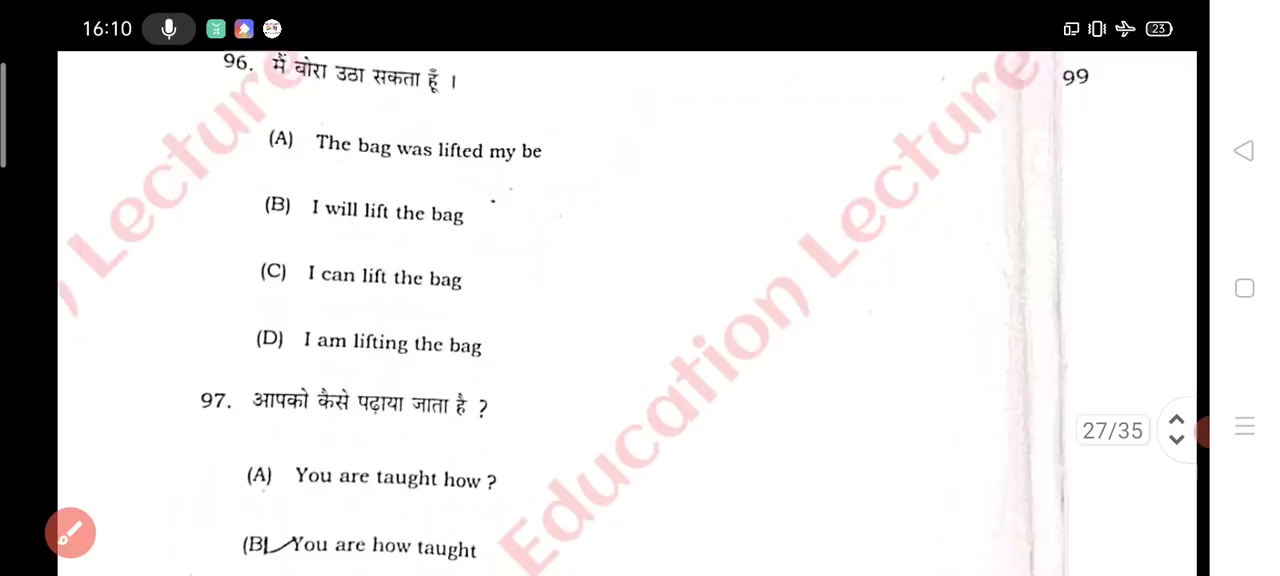 16:10
23
96. मैं बोरा उठा सकता हूँ ।
99
(A) The bag was lifted my be
(B) I will lift the bag
(C) I can lift the bag
(D) I am lifting the bag
97. आपको कैसे पढ़ाया जाता है ?
27/35
(A) You are taught how ?
(B) You are how taught
Lecture
Education Lecture